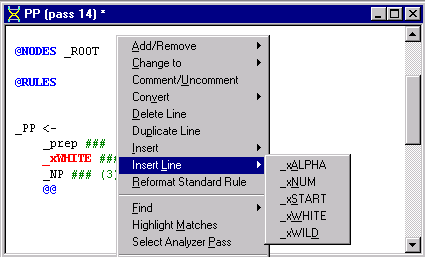 PP (pass 14) *
@NODES _ROOT
@RULES
_PP <-
_prep ###
_xWHITE ###
_NP ### (3)
@@
Add/Remove
Change to
Comment/Uncomment
Convert
Delete Line
Duplicate Line
Insert
Insert Line
Reformat Standard Rule
Find
Highlight Matches
Select Analyzer Pass
_xALPHA
_xNUM
_xSTART
_xWHITE
_xWILD